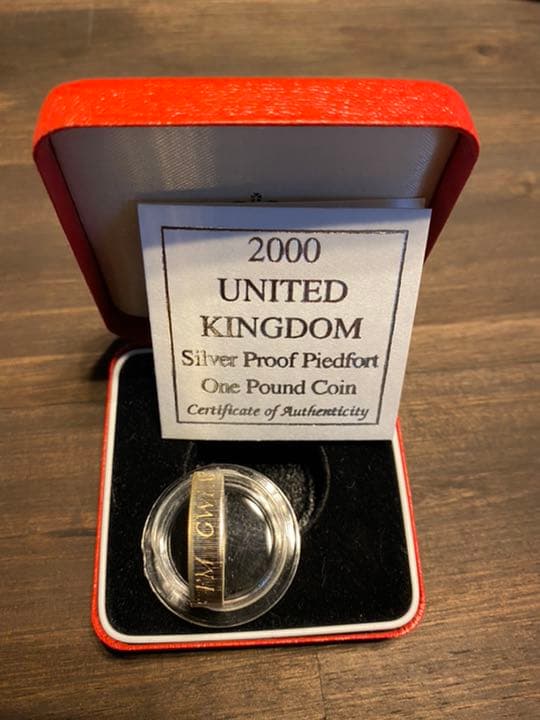 2000
UNITED
KINGDOM
Silver Proof Piedfort
One Pound Coin
Certificate of Authenticity